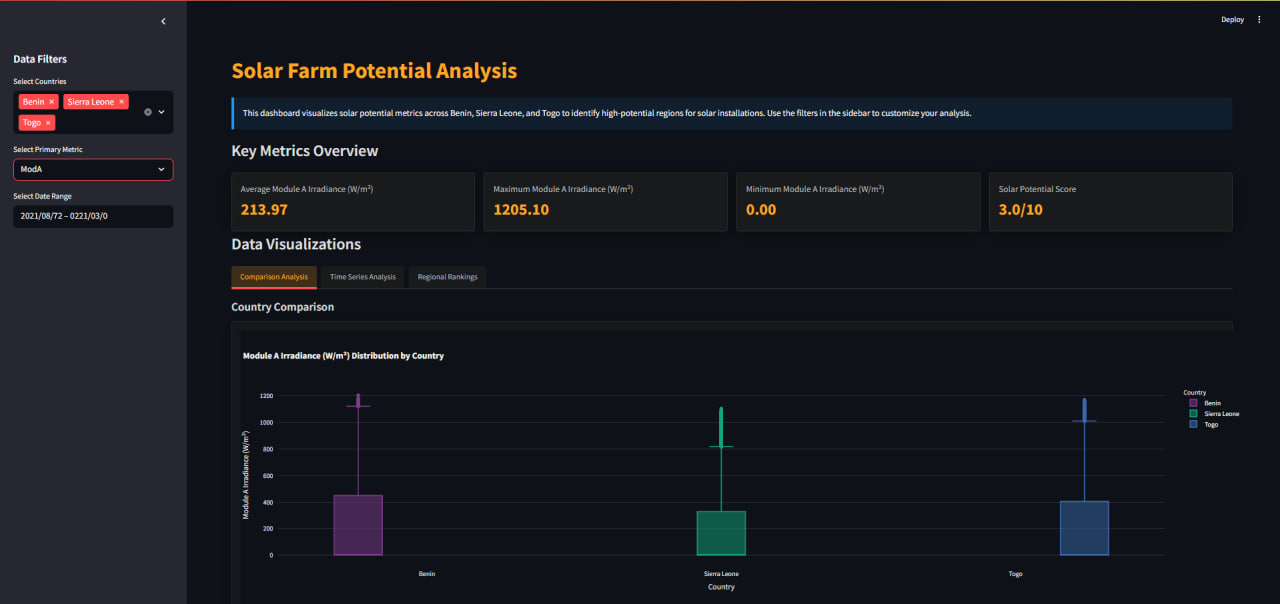 Deploy
Data Filters
Select Countries
Benin ×
Sierra Leone ×
Togo ×
Select Primary Metric
ModA
Select Date Range
2021/08/72 – 0221/03/0
Solar Farm Potential Analysis
This dashboard visualizes solar potential metrics across Benin, Sierra Leone, and Togo to identify high-potential regions for solar installations. Use the filters in the sidebar to customize your analysis.
Key Metrics Overview
Average Module A Irradiance (W/m²)
213.97
Maximum Module A Irradiance (W/m²)
1205.10
Minimum Module A Irradiance (W/m²)
0.00
Solar Potential Score
3.0/10
Data Visualizations
Comparison Analysis
Time Series Analysis
Regional Rankings
Country Comparison
Module A Irradiance (W/m²) Distribution by Country
Module A Irradiance (W/m²)
1200
1000
800
600
400
200
0
Benin
Sierra Leone
Togo
Country
Country
Benin
Sierra Leone
Togo